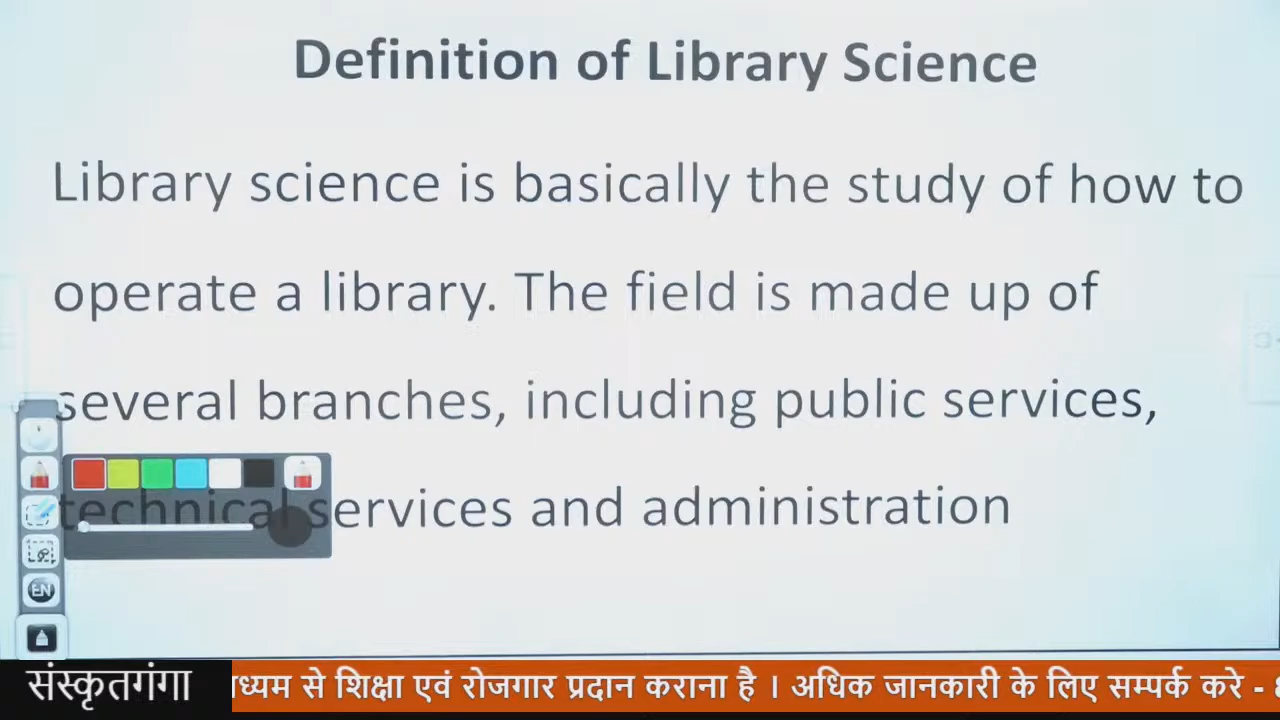 Definition of Library Science
Library science is basically the study of how to
operate a library. The field is made up of
several branches, including public services,
technical services and administration
EN
संस्कृतगंगा
से शिक्षा एवं रोजगार प्रदान कराना है । अधिक जानकारी के लिए सम्पर्क करे -